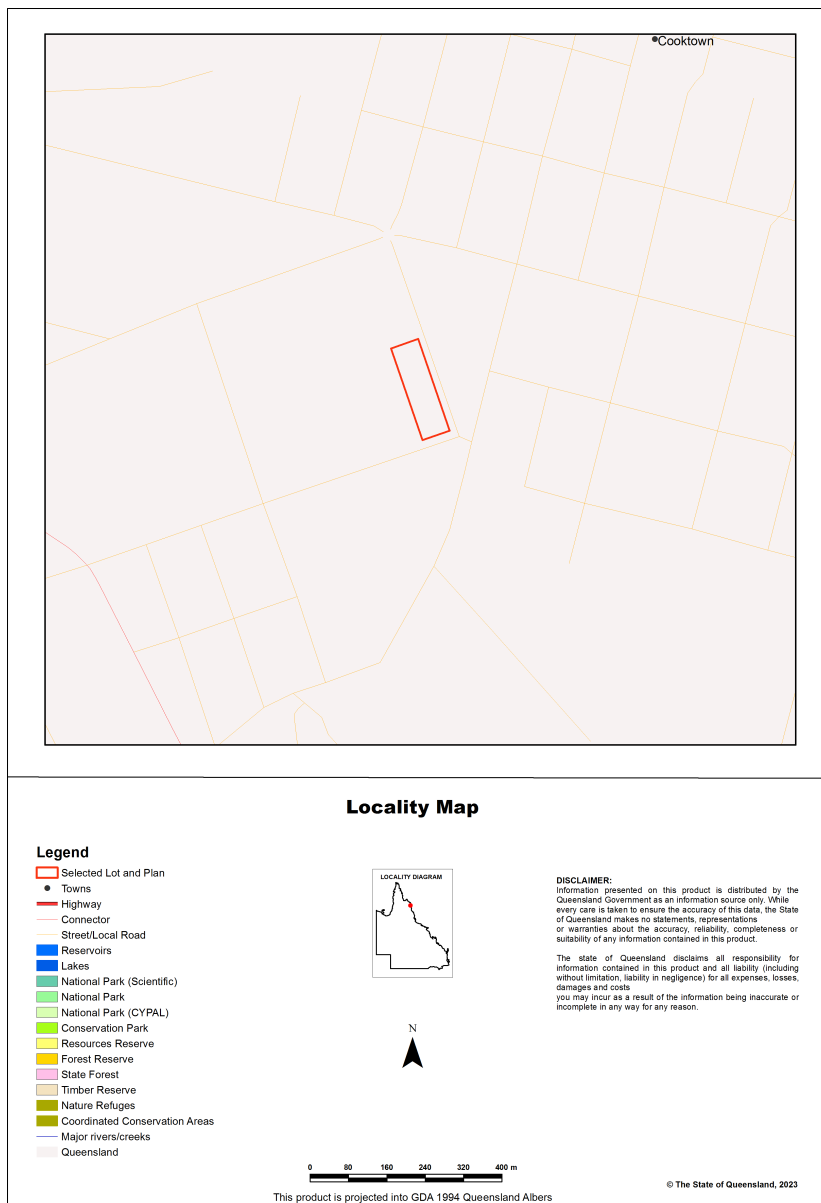 Cooktown
Locality Map
Legend
Selected Lot and Plan
Towns
Highway
Connector
Street/Local Road
Reservoirs
Lakes
National Park (Scientific)
National Park
National Park (CYPAL)
Conservation Park
Resources Reserve
Forest Reserve
State Forest
Timber Reserve
Nature Refuges
Coordinated Conservation Areas
Major rivers/creeks
Queensland
LOCALITY DIAGRAM
N
0 80 160 240 320 400 m
This product is projected into GDA 1994 Queensland Albers
DISCLAIMER:
Information presented on this product is distributed by the
Queensland Government as an information source only. While
every care is taken to ensure the accuracy of this data, the State
of Queensland makes no statements, representations
or warranties about the accuracy, reliability, completeness or
suitability of any information contained in this product.
The state of Queensland disclaims all responsibility for
information contained in this product and all liability (including
without limitation, liability in negligence) for all expenses, losses,
damages and costs
you may incur as a result of the information being inaccurate or
incomplete in any way for any reason.
© The State of Queensland, 2023